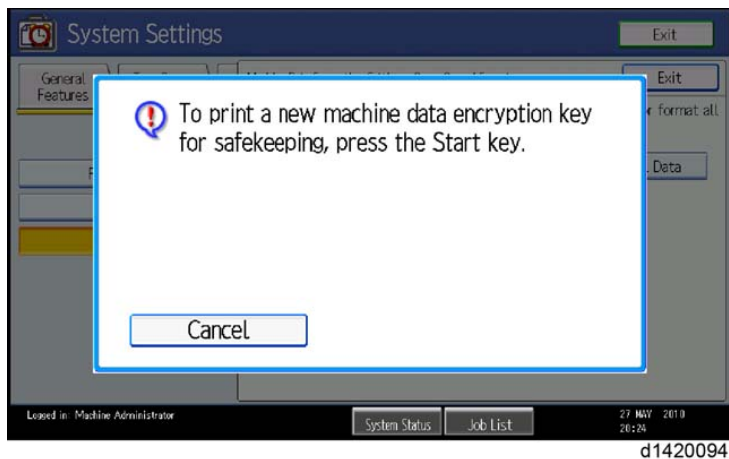 System Settings
Exit
General
Features
Exit
format all
Data
To print a new machine data encryption key
for safekeeping, press the Start key.
Cancel
Logged in: Machine Administrator
System Status
Job List
27 MAY 2010
20:24
d1420094